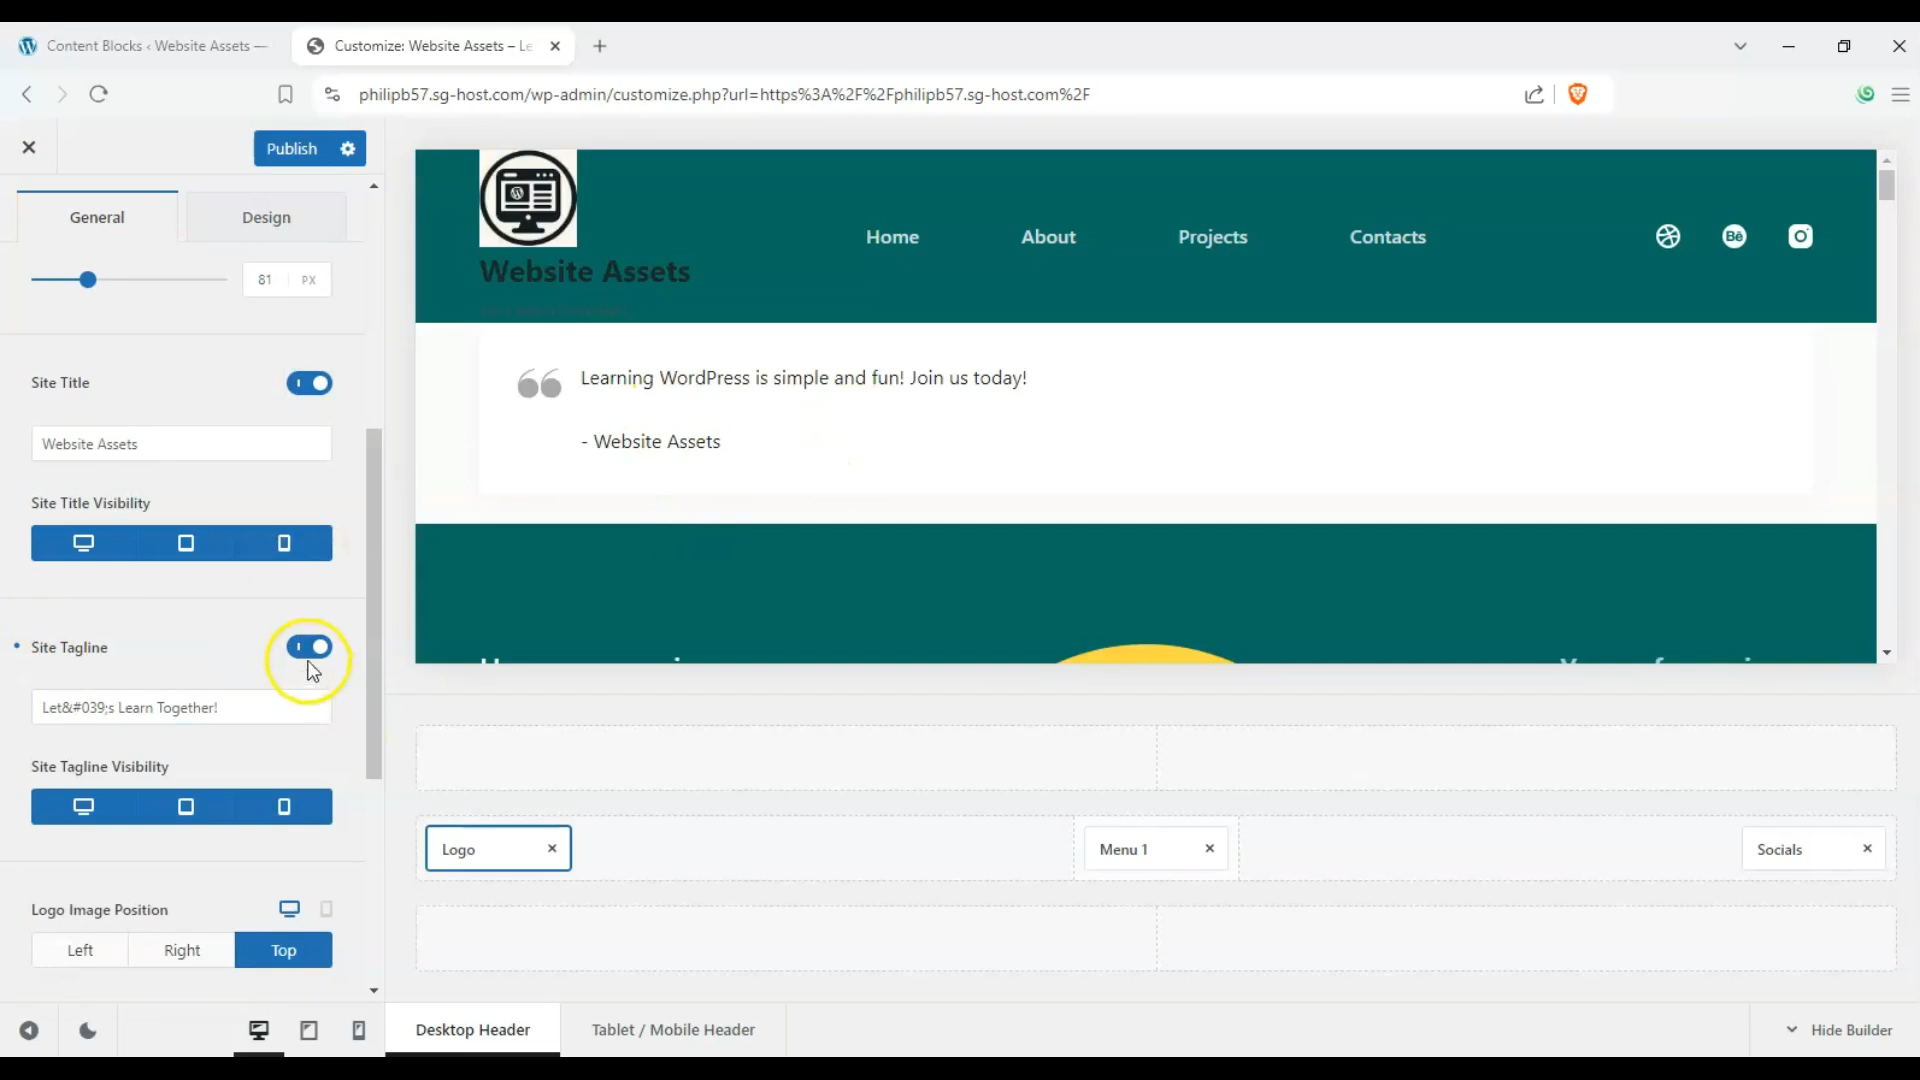 Content Blocks ‹ Website Assets —
Customize: Website Assets – Le
philipb57.sg-host.com/wp-admin/customize.php?url=https%3A%2F%2Fphilipb57.sg-host.com%2F
Publish
General
Design
81 PX
Site Title
Website Assets
Site Title Visibility
Site Tagline
Let&#039;s Learn Together!
Site Tagline Visibility
Logo Image Position
Left
Right
Top
Website Assets
Home
About
Projects
Contacts
Bē
Learning WordPress is simple and fun! Join us today!
- Website Assets
Logo
Menu 1
Socials
Desktop Header
Tablet / Mobile Header
Hide Builder